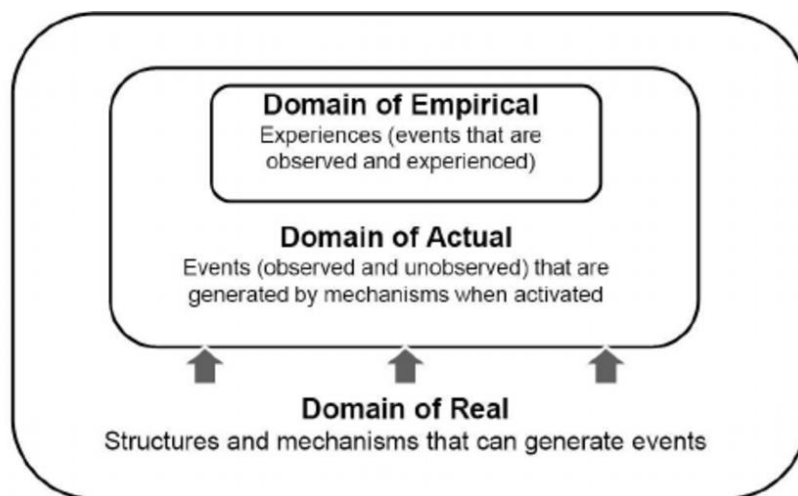 Domain of Empirical
Experiences (events that are
observed and experienced)
Domain of Actual
Events (observed and unobserved) that are
generated by mechanisms when activated
Domain of Real
Structures and mechanisms that can generate events